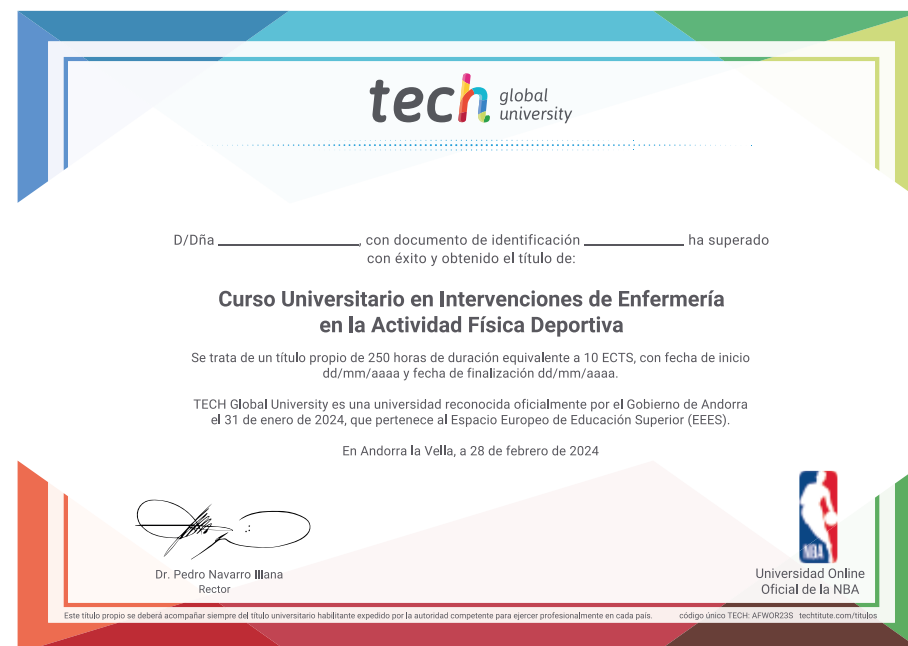 tech global university
D/Dña ____________________, con documento de identificación ______________ ha superado
con éxito y obtenido el título de:
Curso Universitario en Intervenciones de Enfermería
en la Actividad Física Deportiva
Se trata de un título propio de 250 horas de duración equivalente a 10 ECTS, con fecha de inicio
dd/mm/aaaa y fecha de finalización dd/mm/aaaa.
TECH Global University es una universidad reconocida oficialmente por el Gobierno de Andorra
el 31 de enero de 2024, que pertenece al Espacio Europeo de Educación Superior (EEES).
En Andorra la Vella, a 28 de febrero de 2024
Dr. Pedro Navarro Illana
Rector
NBA
Universidad Online
Oficial de la NBA
Este título propio se deberá acompañar siempre del título universitario habilitante expedido por la autoridad competente para ejercer profesionalmente en cada país. código único TECH: AFWOR23S techtitute.com/titulos